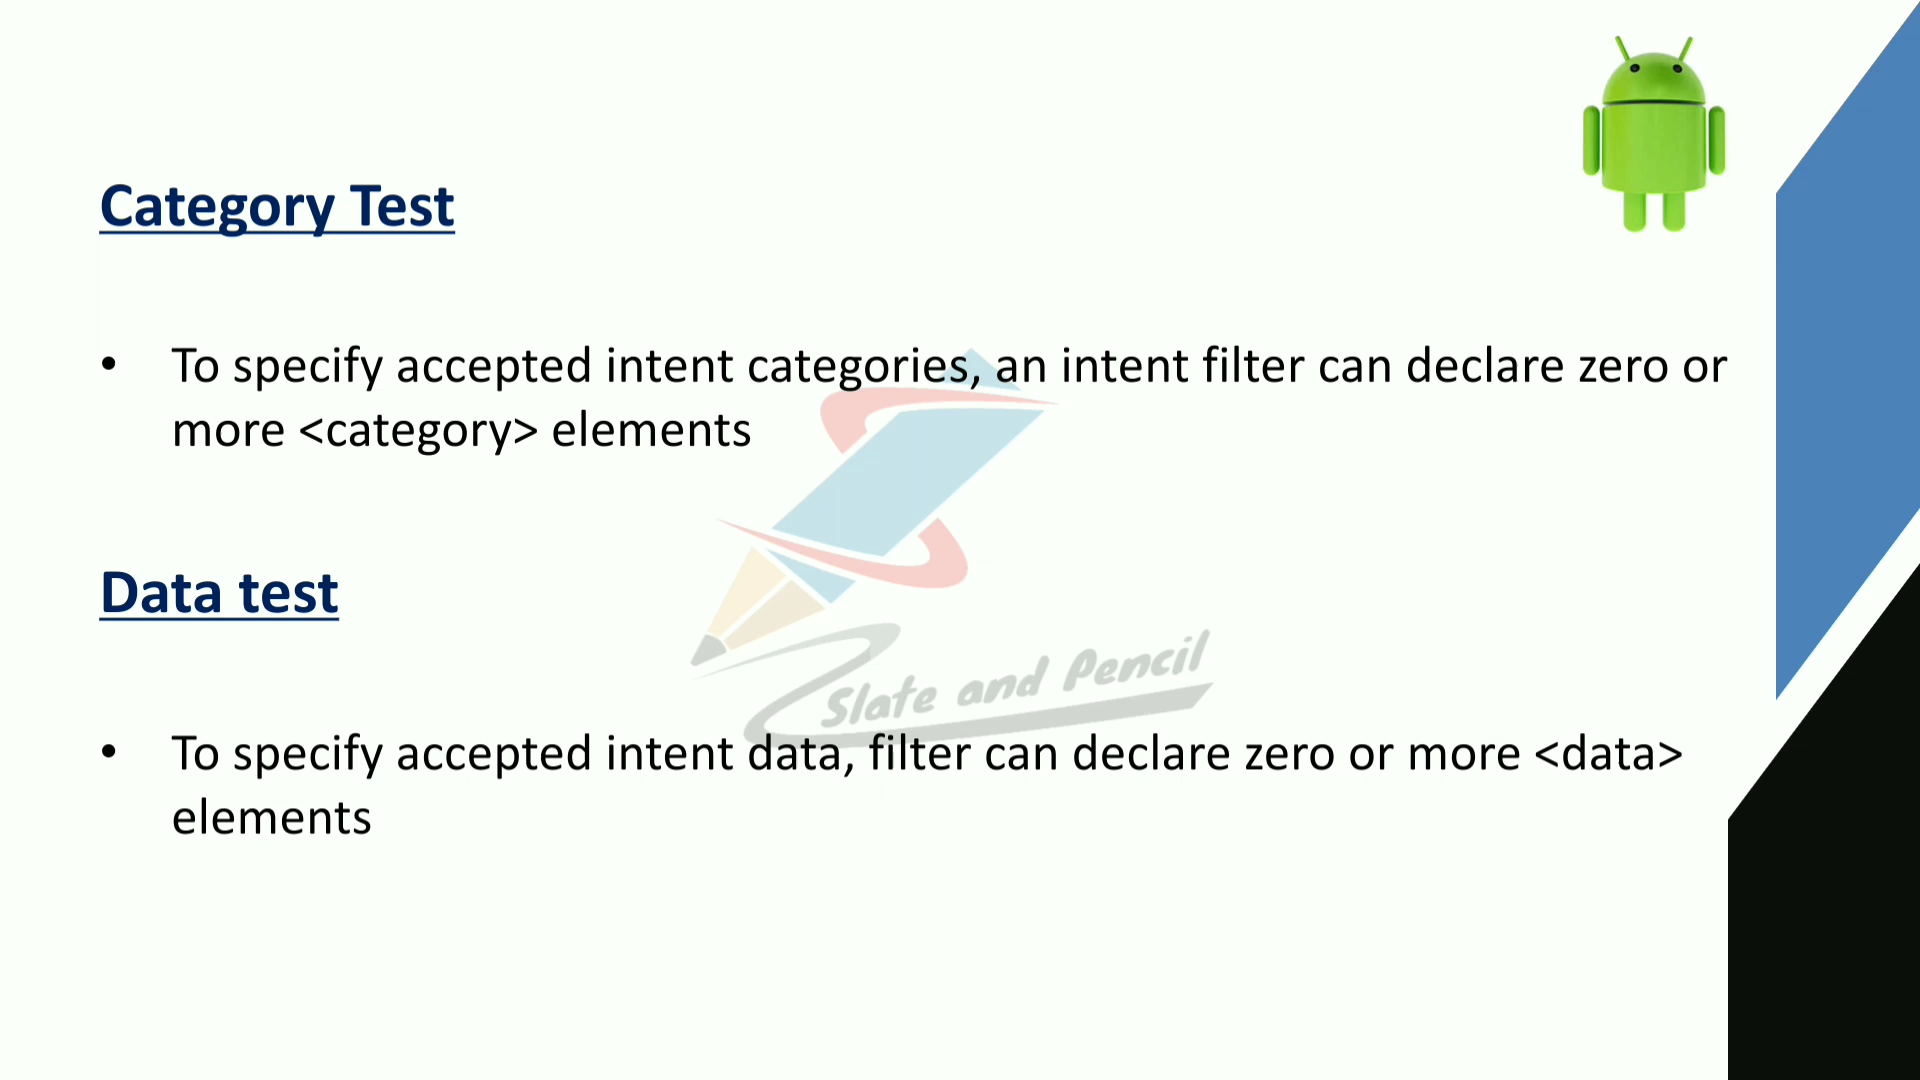 Category Test
• To specify accepted intent categories, an intent filter can declare zero or
more <category> elements
Slate and Pencil
Data test
• To specify accepted intent data, filter can declare zero or more <data>
elements